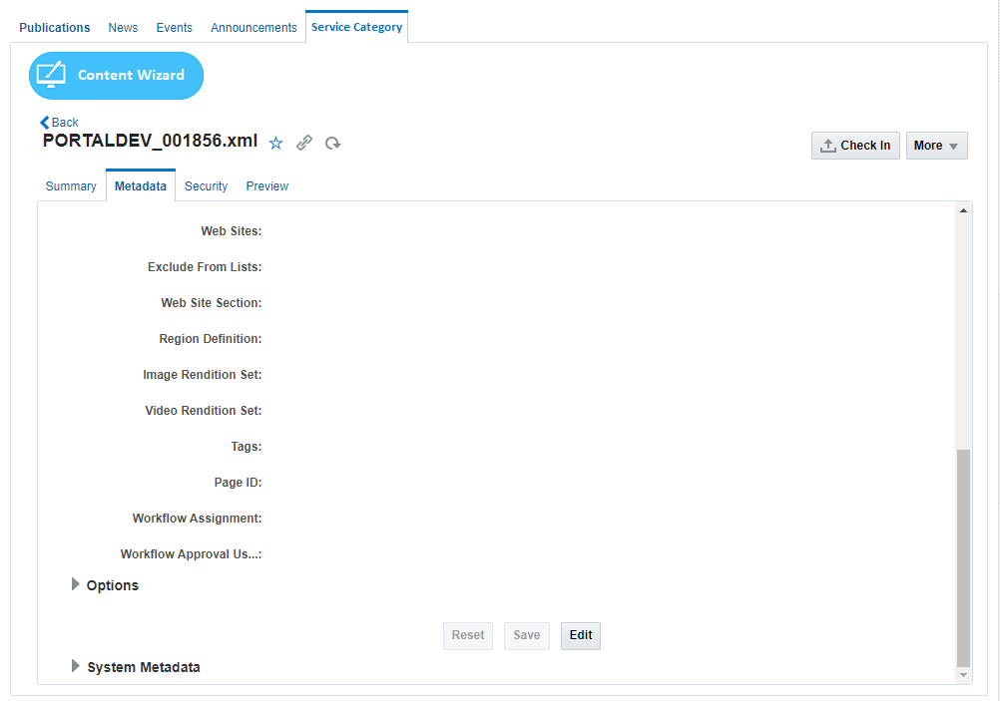 Publications News Events Announcements Service Category
Content Wizard
Back
PORTALDEV_001856.xml
Check In More
Summary Metadata Security Preview
Web Sites:
Exclude From Lists:
Web Site Section:
Region Definition:
Image Rendition Set:
Video Rendition Set:
Tags:
Page ID:
Workflow Assignment:
Workflow Approval Us...:
Options
Reset Save Edit
System Metadata